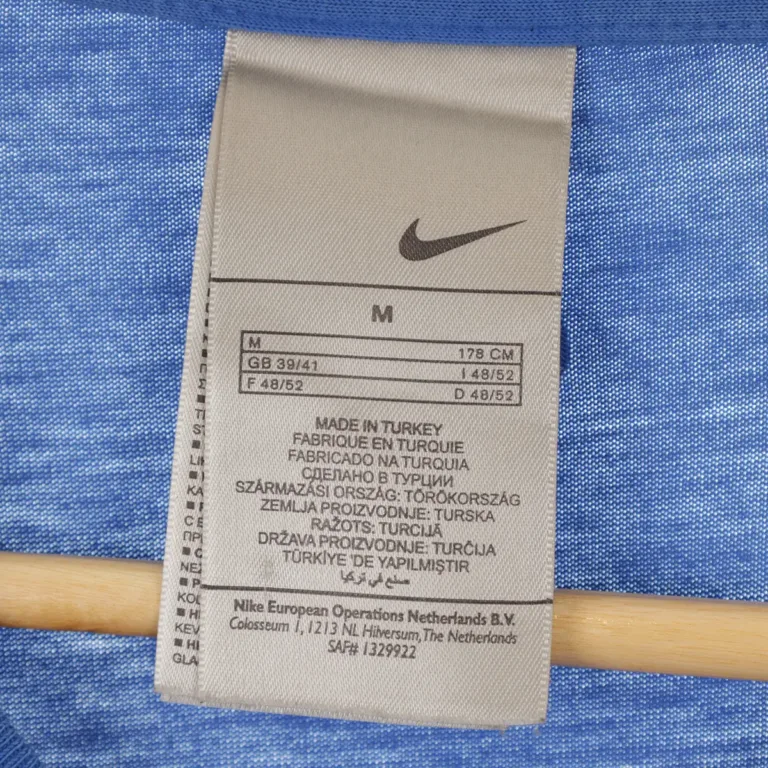 M
M 178 CM
GB 39/41 I 48/52
F 48/52 D 48/52
MADE IN TURKEY
FABRIQUE EN TURQUIE
FABRICADO NA TURQUIA
СДЕЛАНО В ТУРЦИИ
SZÁRMAZÁSI ORSZÁG: TÖRÖKORSZÁG
ZEMLJA PROIZVODNJE: TURSKA
RAŽOTS: TURCIJĀ
DRŽAVA PROIZVODNJE: TURČIJA
TÜRKİYE 'DE YAPILMIŞTIR
صنع في تركيا
Nike European Operations Netherlands B.V.
Colosseum 1, 1213 NL Hilversum, The Netherlands
SAF# 1329922